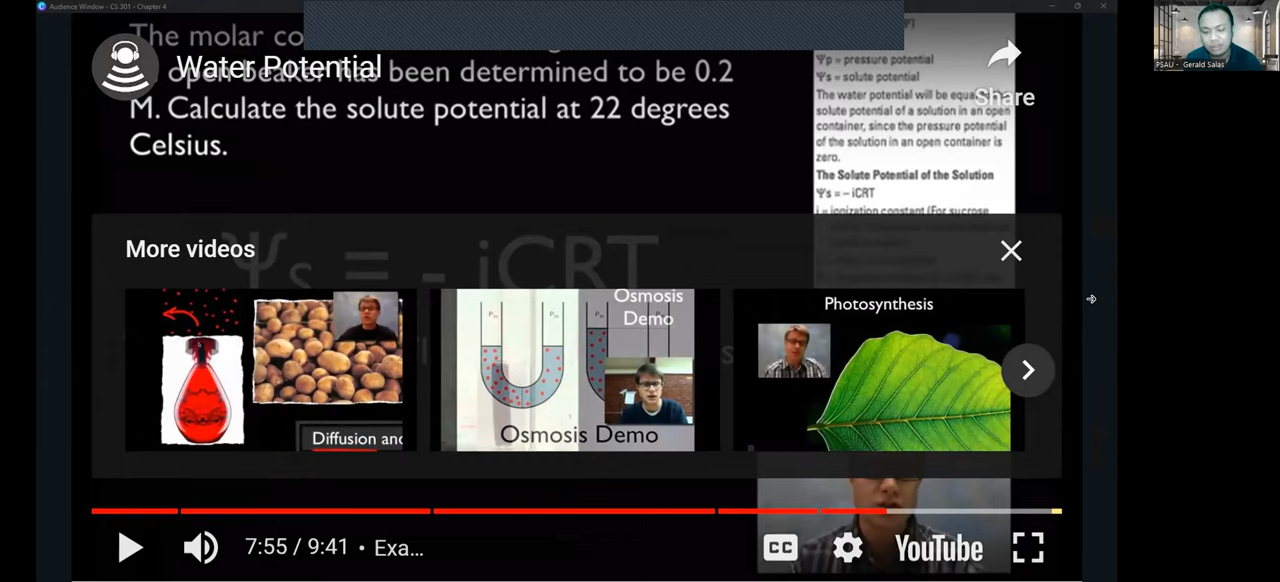 Audience Window - CS 301 - Chapter 4
The molar co
Water Potential
open beaker has been determined to be 0.2
M. Calculate the solute potential at 22 degrees
Celsius.
Ψp = pressure potential
Ψs = solute potential
The water potential will be equal
solute potential of a solution in an open
container, since the pressure potential
of the solution in an open container is
zero.
The Solute Potential of the Solution
Ψs = – iCRT
i = ionization constant (For sucrose
Share
PSAU - Gerald Salas
Ψs = - iCRT
More videos
Diffusion and
Osmosis
Demo
Osmosis Demo
Photosynthesis
7:55 / 9:41 • Exa...
CC
YouTube